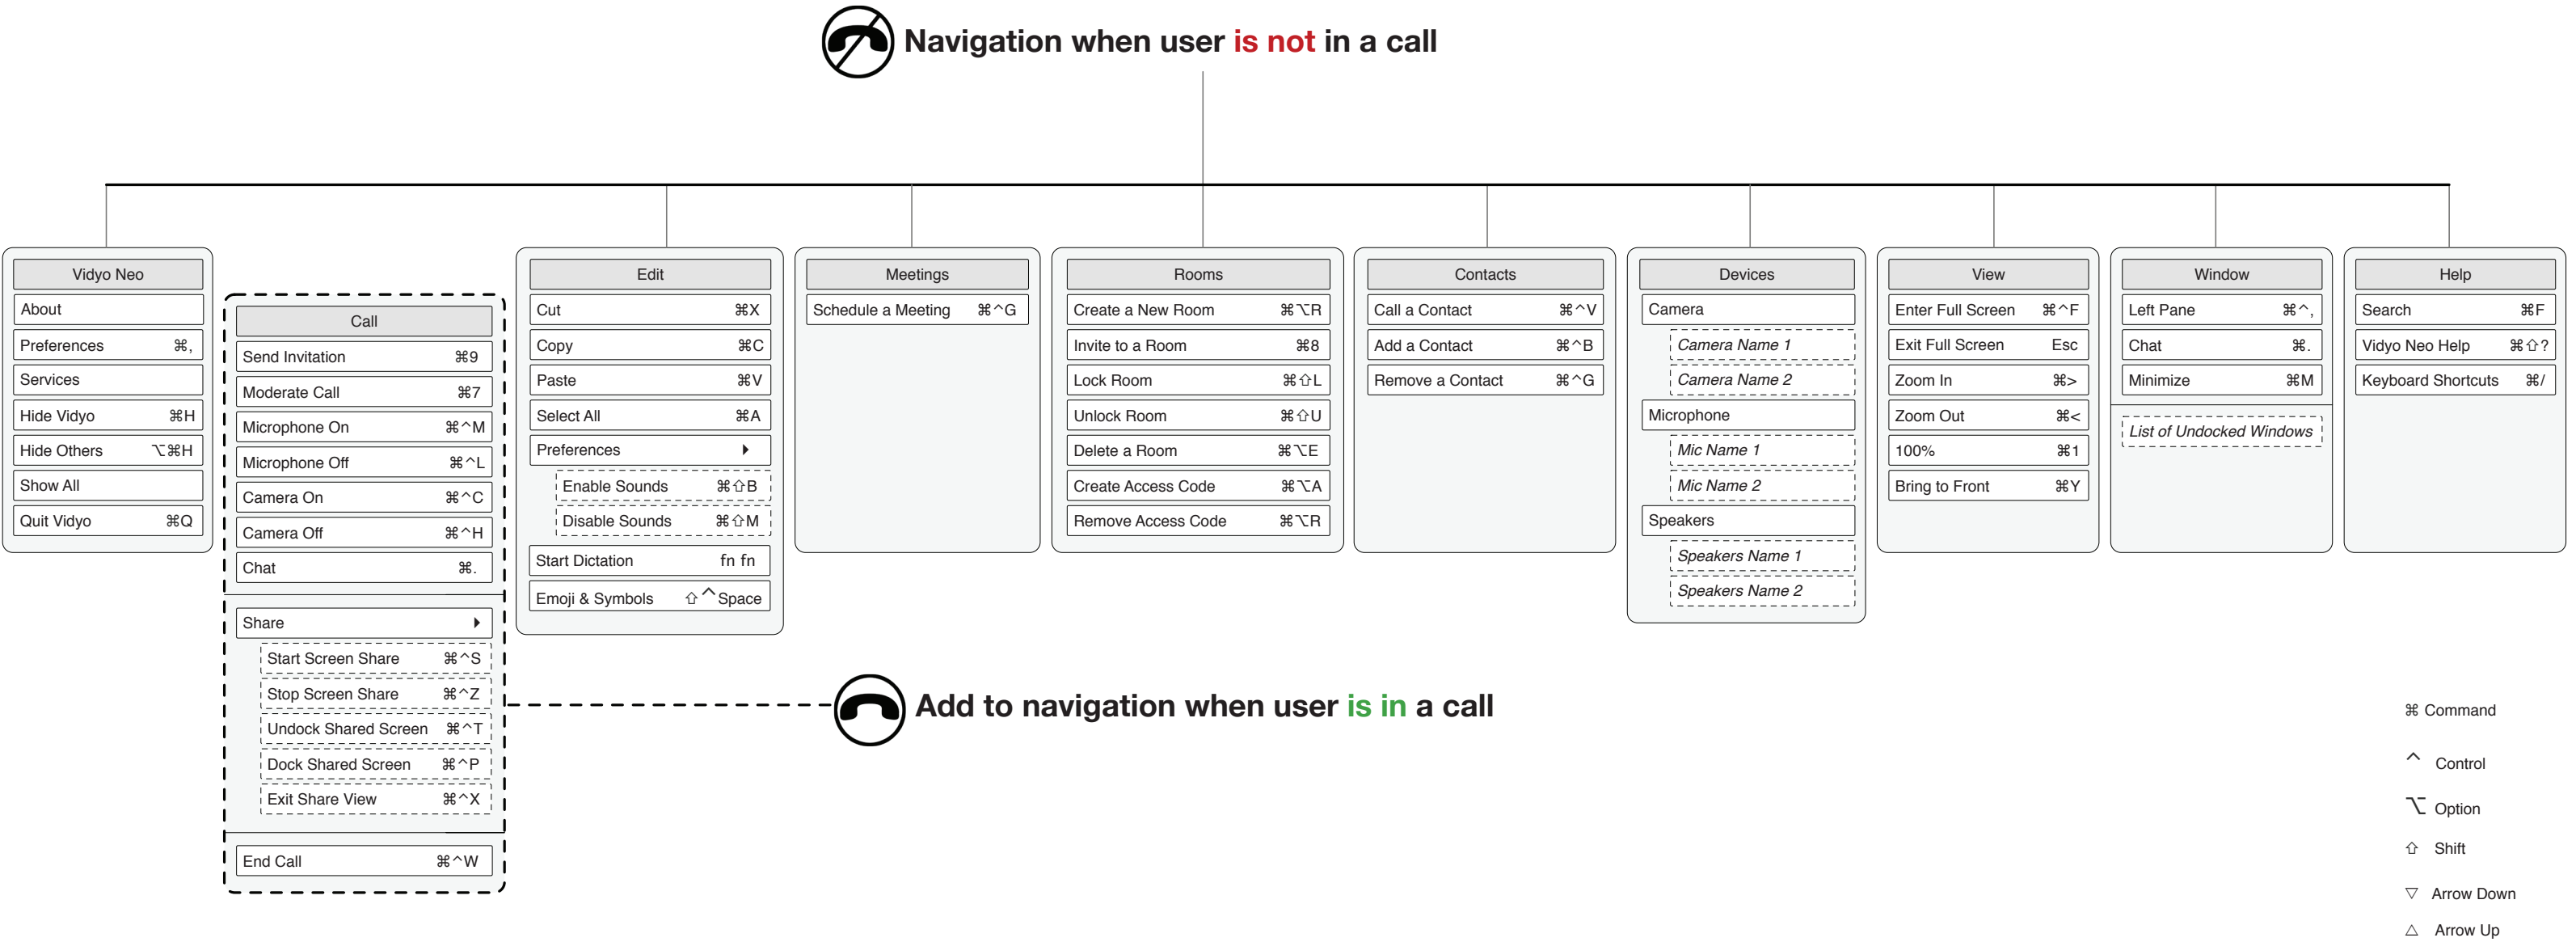 Navigation when user is not in a call
Vidyo Neo
About
Preferences ⌘,
Services
Hide Vidyo ⌘H
Hide Others ⌥⌘H
Show All
Quit Vidyo ⌘Q
Call
Send Invitation ⌘9
Moderate Call ⌘7
Microphone On ⌘^M
Microphone Off ⌘^L
Camera On ⌘^C
Camera Off ⌘^H
Chat ⌘.
Share ▶
Start Screen Share ⌘^S
Stop Screen Share ⌘^Z
Undock Shared Screen ⌘^T
Dock Shared Screen ⌘^P
Exit Share View ⌘^X
End Call ⌘^W
Edit
Cut ⌘X
Copy ⌘C
Paste ⌘V
Select All ⌘A
Preferences ▶
Enable Sounds ⌘⇧B
Disable Sounds ⌘⇧M
Start Dictation fn fn
Emoji & Symbols ⇧^Space
Meetings
Schedule a Meeting ⌘^G
Rooms
Create a New Room ⌘⌥R
Invite to a Room ⌘8
Lock Room ⌘⇧L
Unlock Room ⌘⇧U
Delete a Room ⌘⌥E
Create Access Code ⌘⌥A
Remove Access Code ⌘⌥R
Contacts
Call a Contact ⌘^V
Add a Contact ⌘^B
Remove a Contact ⌘^G
Devices
Camera
Camera Name 1
Camera Name 2
Microphone
Mic Name 1
Mic Name 2
Speakers
Speakers Name 1
Speakers Name 2
View
Enter Full Screen ⌘^F
Exit Full Screen Esc
Zoom In ⌘>
Zoom Out ⌘<
100% ⌘1
Bring to Front ⌘Y
Window
Left Pane ⌘^,
Chat ⌘.
Minimize ⌘M
List of Undocked Windows
Help
Search ⌘F
Vidyo Neo Help ⌘⇧?
Keyboard Shortcuts ⌘/
Add to navigation when user is in a call
⌘ Command
^ Control
⌥ Option
⇧ Shift
▽ Arrow Down
△ Arrow Up